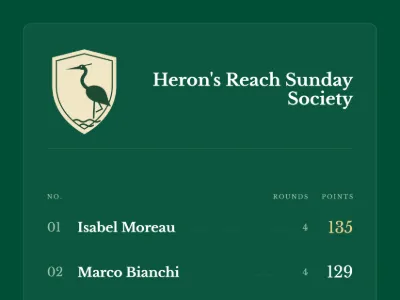 Heron's Reach Sunday
Society
NO. ROUNDS POINTS
01 Isabel Moreau 4 135
02 Marco Bianchi 4 129